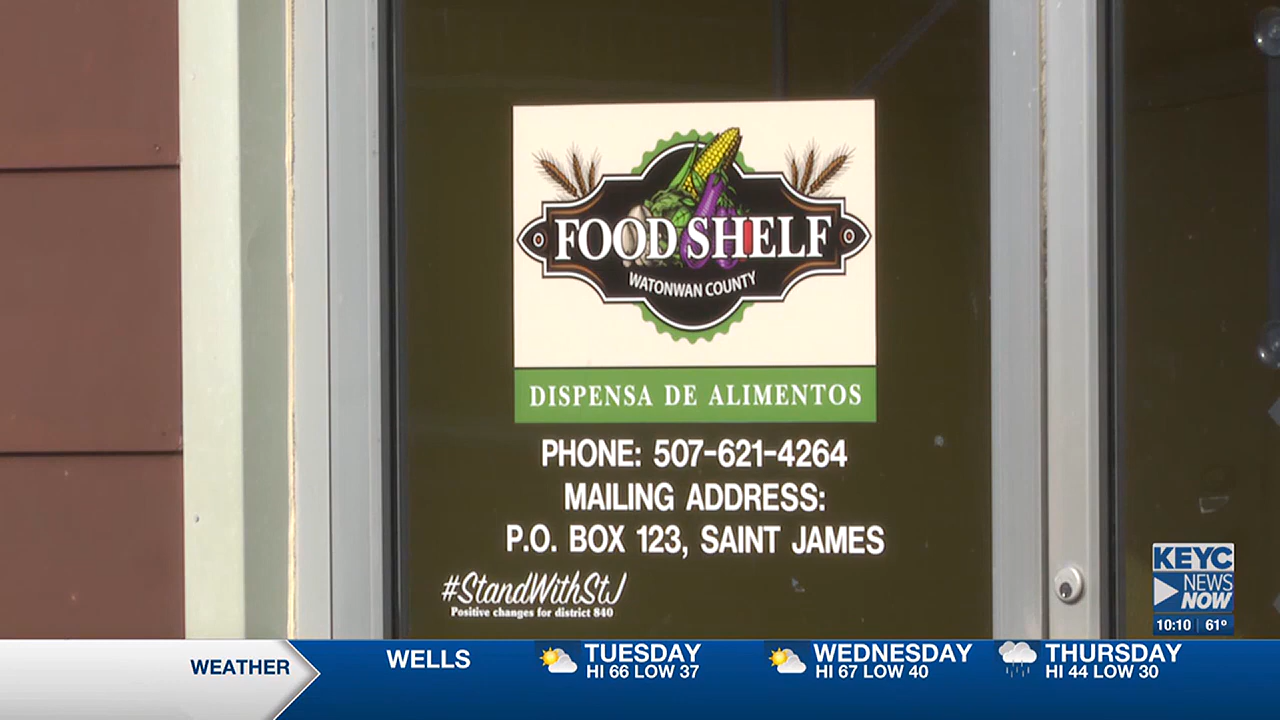 FOOD SHELF
WATONWAN COUNTY
DISPENSA DE ALIMENTOS
PHONE: 507-621-4264
MAILING ADDRESS:
P.O. BOX 123, SAINT JAMES
#StandWithStJ
Positive changes for district 840
KEYC
NEWS
NOW
10:10 61°
WEATHER
WELLS
TUESDAY
HI 66 LOW 37
WEDNESDAY
HI 67 LOW 40
THURSDAY
HI 44 LOW 30